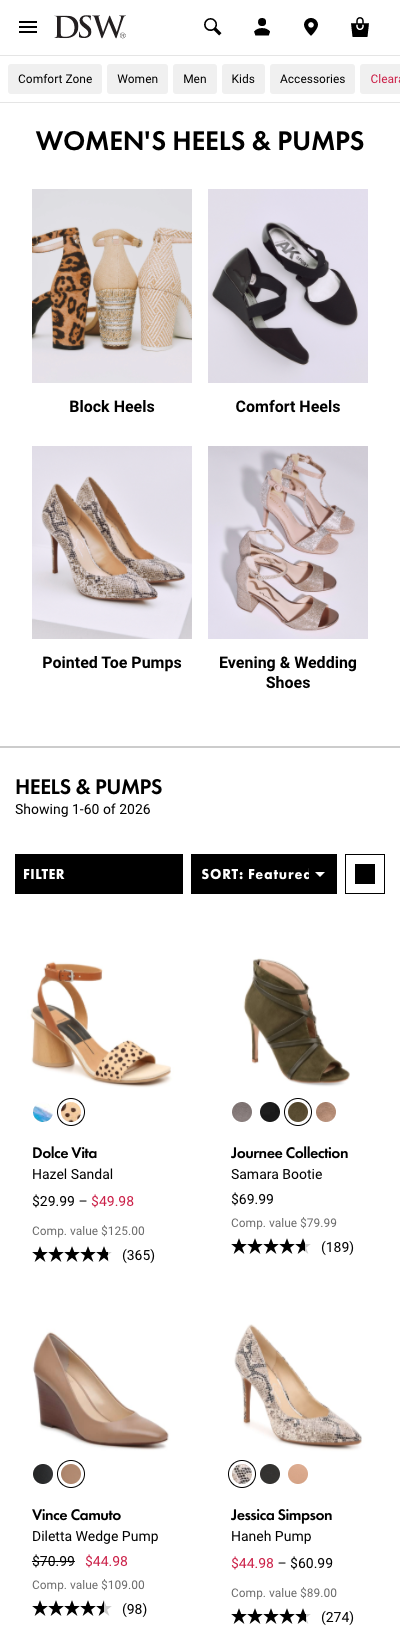 DSW
Comfort Zone Women Men Kids Accessories
WOMEN'S HEELS & PUMPS
AK
Block Heels
Comfort Heels
Pointed Toe Pumps
Evening & Wedding
Shoes
HEELS & PUMPS
Showing 1-60 of 2026
FILTER
SORT: Featured
Dolce Vita
Hazel Sandal
$29.99 – $49.98
Comp. value $125.00
(365)
Journee Collection
Samara Bootie
$69.99
Comp. value $79.99
(189)
Vince Camuto
Diletta Wedge Pump
$70.99 $44.98
Comp. value $109.00
(98)
Jessica Simpson
Haneh Pump
$44.98 – $60.99
Comp. value $89.00
(274)